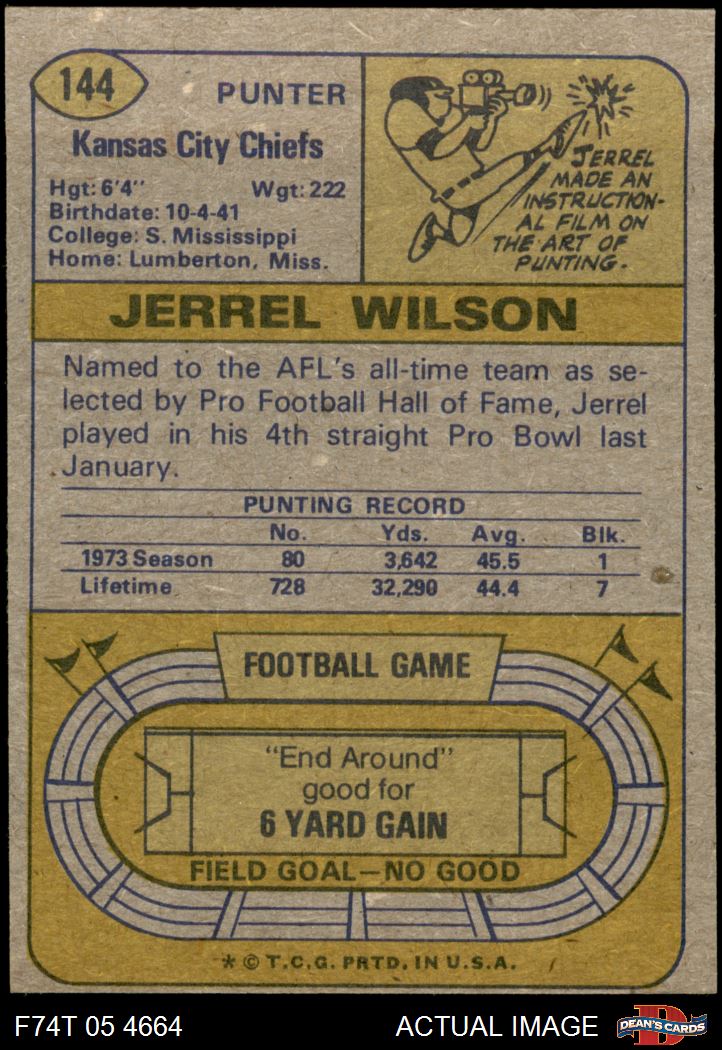 144
PUNTER
Kansas City Chiefs
Hgt: 6'4" Wgt: 222
Birthdate: 10-4-41
College: S. Mississippi
Home: Lumberton, Miss.
JERREL
MADE AN
INSTRUCTION-
AL FILM ON
THE ART OF
PUNTING.
JERREL WILSON
Named to the AFL's all-time team as se-
lected by Pro Football Hall of Fame, Jerrel
played in his 4th straight Pro Bowl last
January.
PUNTING RECORD
No. Yds. Avg. Blk.
1973 Season 80 3,642 45.5 1
Lifetime 728 32,290 44.4 7
FOOTBALL GAME
"End Around"
good for
6 YARD GAIN
FIELD GOAL—NO GOOD
* © T.C.G. PRTD. IN U.S.A.
F74T 05 4664 ACTUAL IMAGE
DEAN'S CARDS